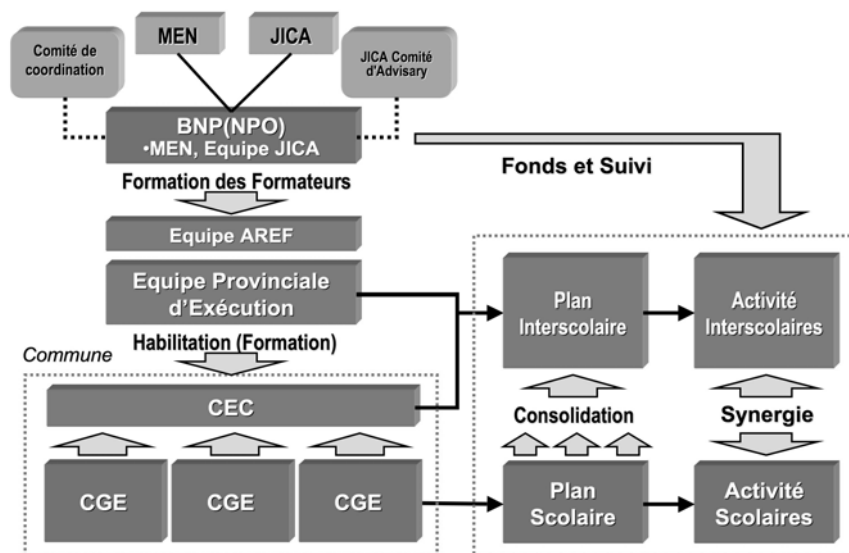 MEN
JICA
Comité de
coordination
JICA Comité
d'Advisary
BNP(NPO)
•MEN, Equipe JICA
Fonds et Suivi
Formation des Formateurs
Equipe AREF
Equipe Provinciale
d'Exécution
Plan
Interscolaire
Activité
Interscolaires
Habilitation (Formation)
Commune
CEC
Consolidation
Synergie
CGE
CGE
CGE
Plan
Scolaire
Activité
Scolaires